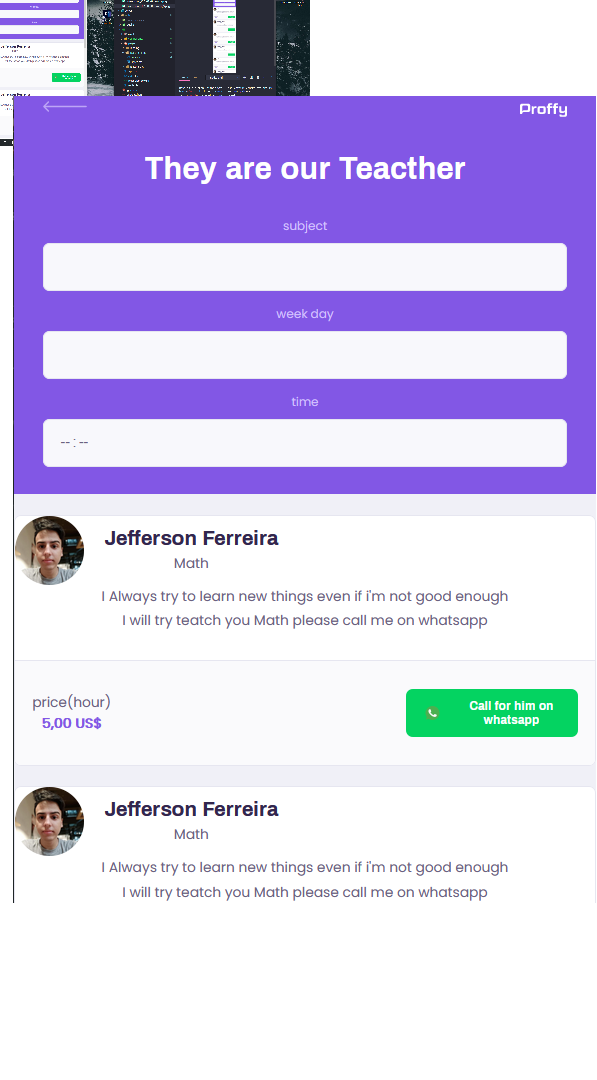 Proffy
They are our Teacther
subject
week day
time
-- : --
Jefferson Ferreira
Math
I Always try to learn new things even if i'm not good enough
I will try teatch you Math please call me on whatsapp
price(hour)
5,00 US$
Call for him on
whatsapp
Jefferson Ferreira
Math
I Always try to learn new things even if i'm not good enough
I will try teatch you Math please call me on whatsapp